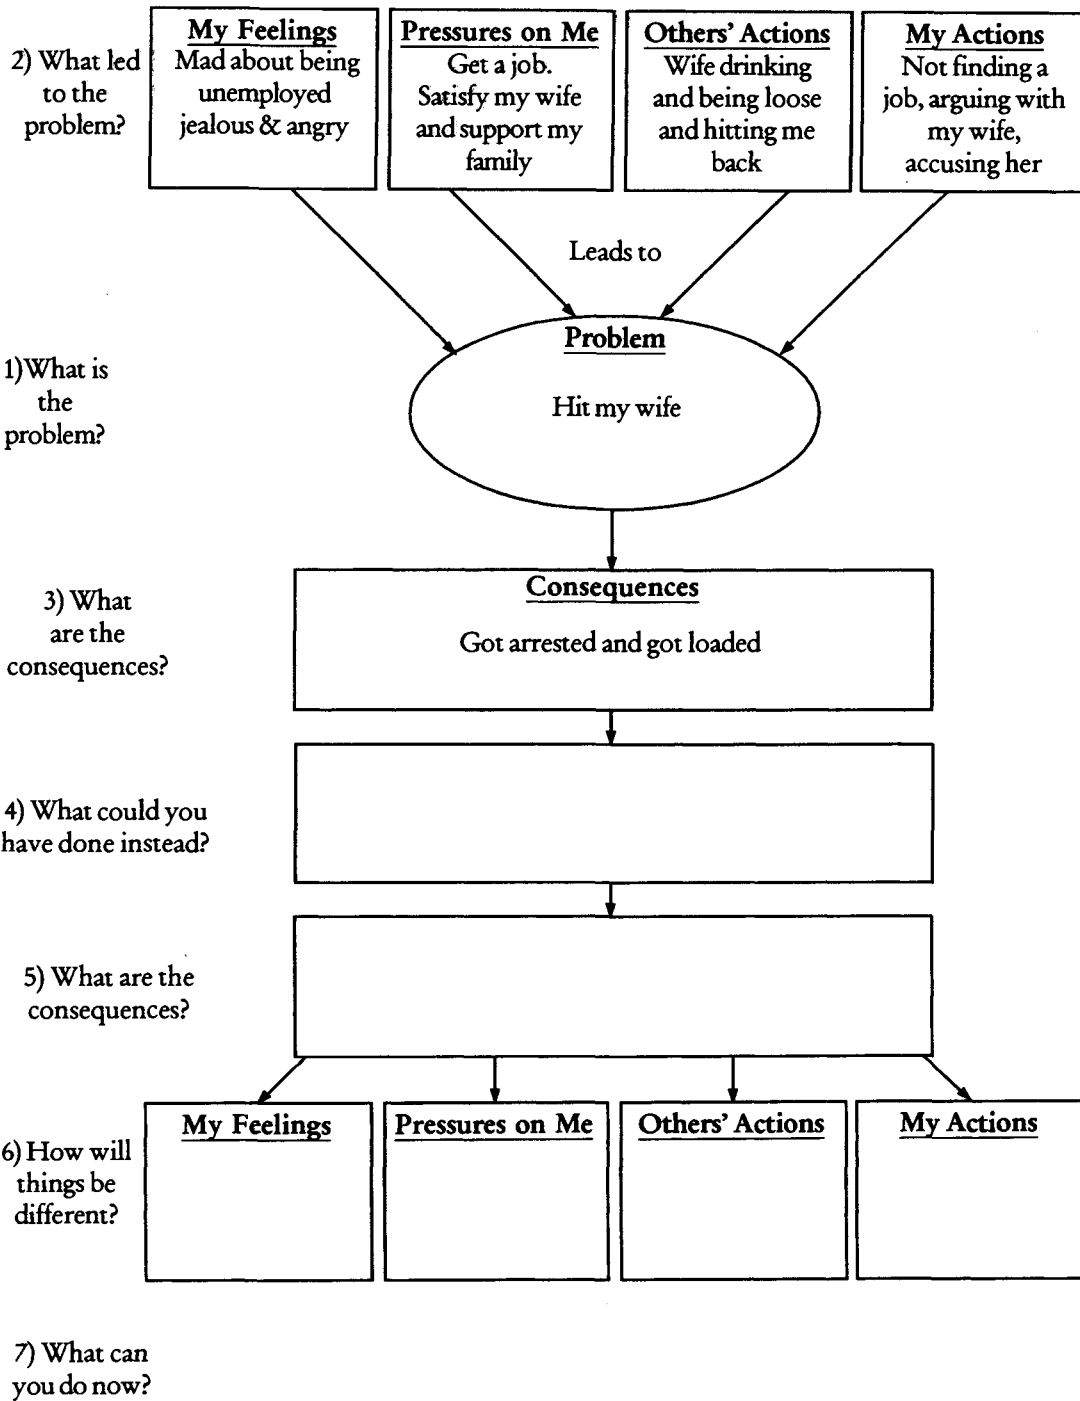 2) What led
to the
problem?
My Feelings
Mad about being
unemployed
jealous & angry
Pressures on Me
Get a job.
Satisfy my wife
and support my
family
Others' Actions
Wife drinking
and being loose
and hitting me
back
My Actions
Not finding a
job, arguing with
my wife,
accusing her
Leads to
1)What is
the
problem?
Problem
Hit my wife
3) What
are the
consequences?
Consequences
Got arrested and got loaded
4) What could you
have done instead?
5) What are the
consequences?
6) How will
things be
different?
My Feelings
Pressures on Me
Others' Actions
My Actions
7) What can
you do now?